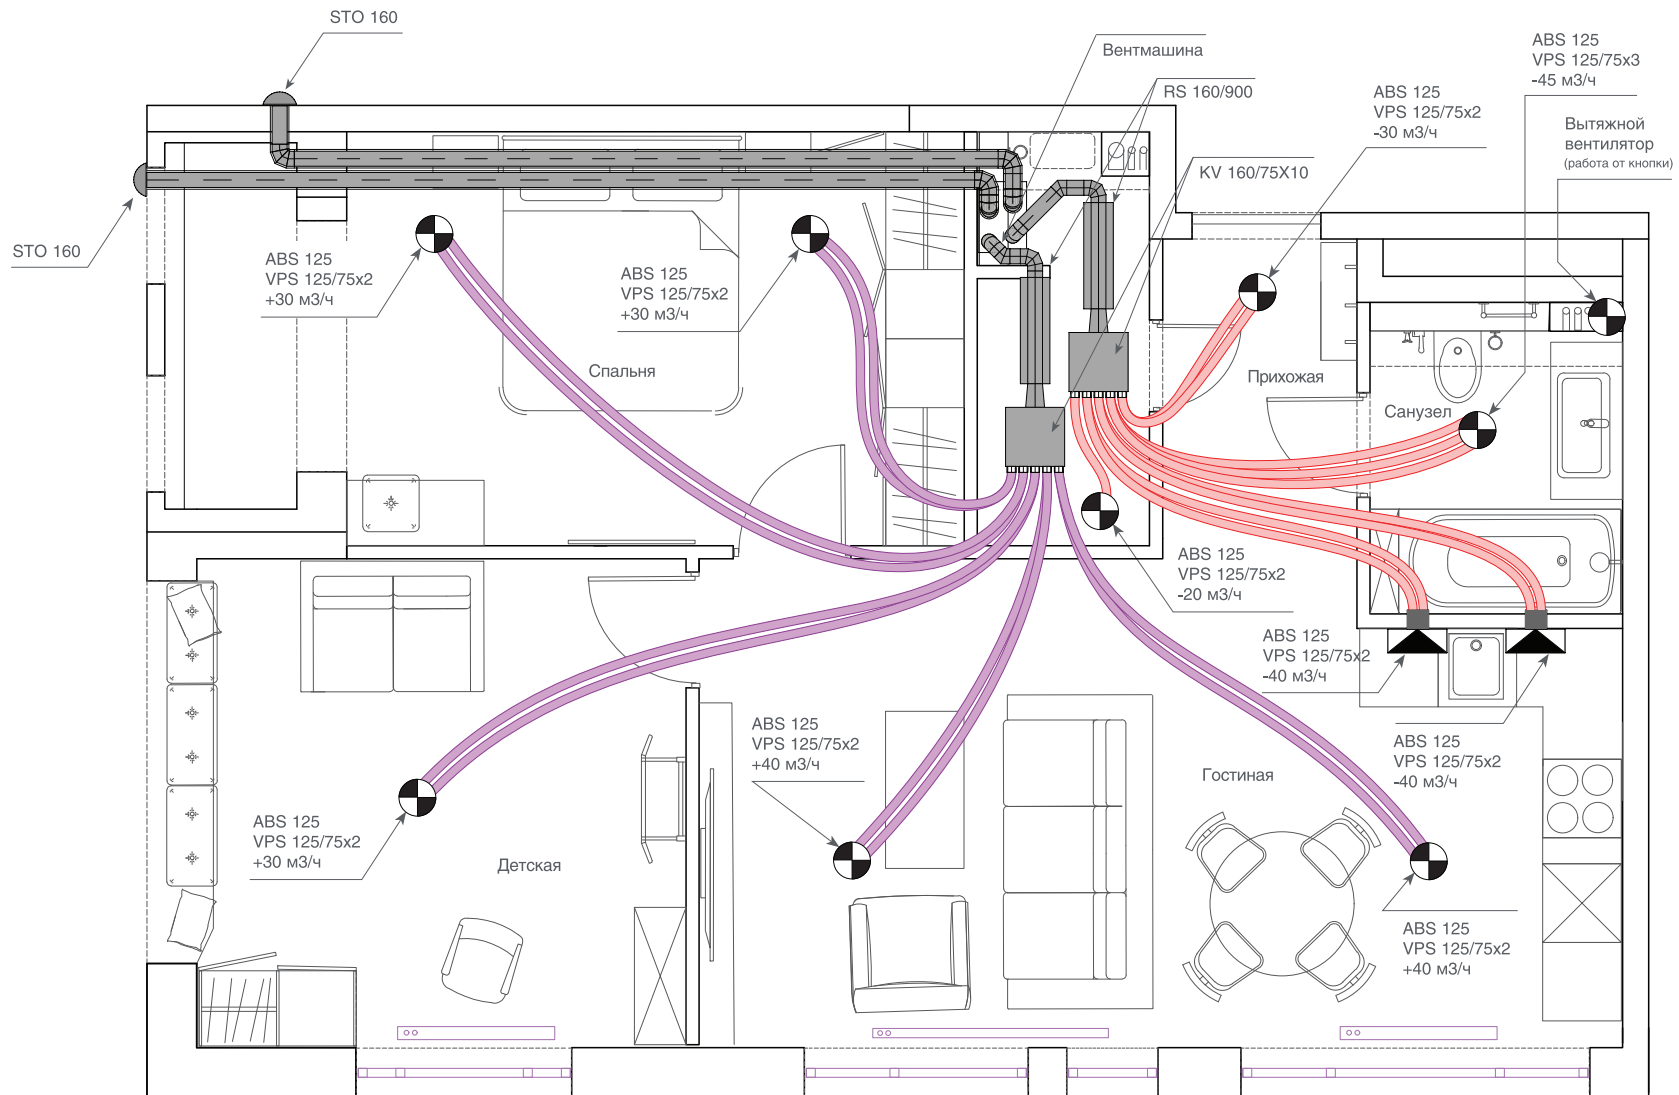 STO 160
Вентмашина
RS 160/900
ABS 125
VPS 125/75x2
-30 м3/ч
ABS 125
VPS 125/75x3
-45 м3/ч
Вытяжной
вентилятор
(работа от кнопки)
KV 160/75X10
STO 160
ABS 125
VPS 125/75x2
+30 м3/ч
ABS 125
VPS 125/75x2
+30 м3/ч
Спальня
Прихожая
Санузел
ABS 125
VPS 125/75x2
-20 м3/ч
ABS 125
VPS 125/75x2
-40 м3/ч
ABS 125
VPS 125/75x2
-40 м3/ч
ABS 125
VPS 125/75x2
+40 м3/ч
Гостиная
ABS 125
VPS 125/75x2
+30 м3/ч
Детская
ABS 125
VPS 125/75x2
+40 м3/ч